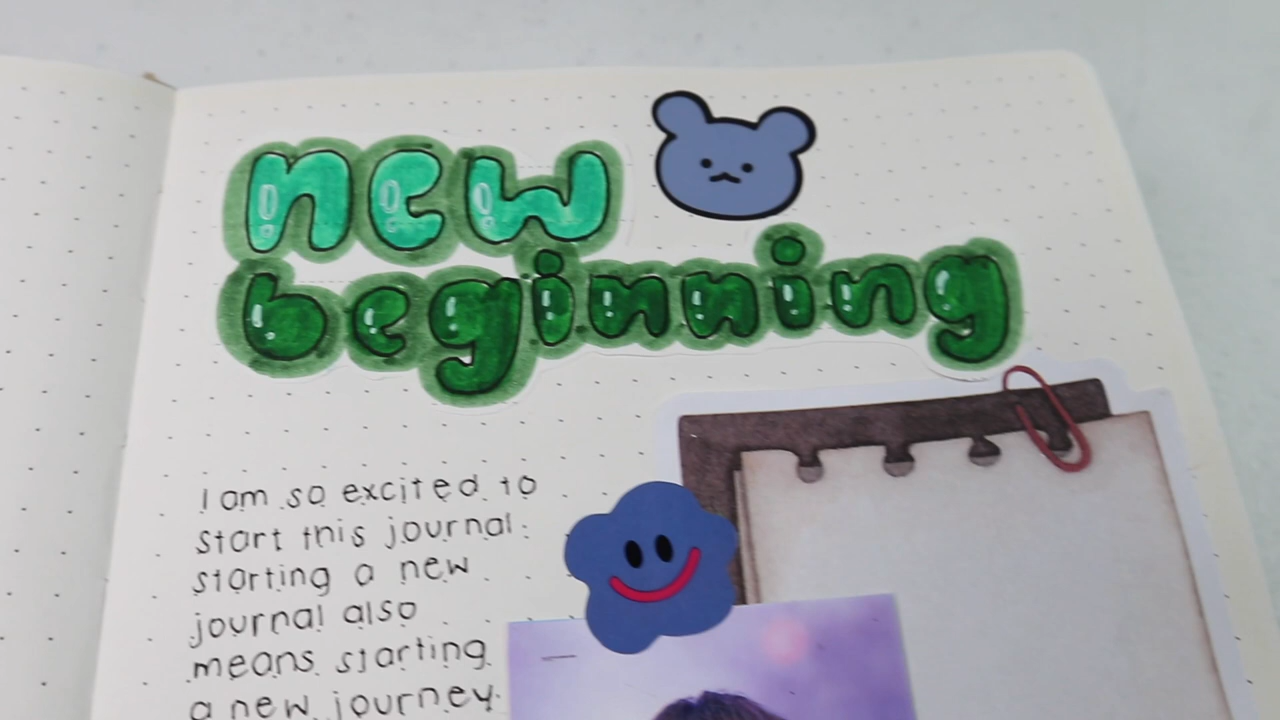 new
beginning
I am so excited to
start this journal.
starting a new
journal also
means starting
a new journey.